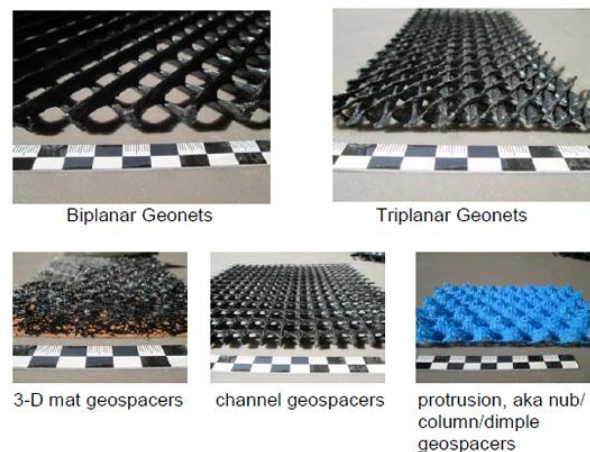 Biplanar Geonets
Triplanar Geonets
3-D mat geospacers
channel geospacers
protrusion, aka nub/
column/dimple
geospacers